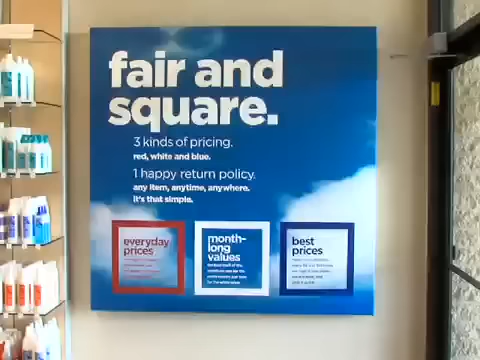 fair and
square.
3 kinds of pricing.
red, white and blue.
1 happy return policy.
any item, anytime, anywhere.
it's that simple.
everyday
prices
month-
long
values
best
prices